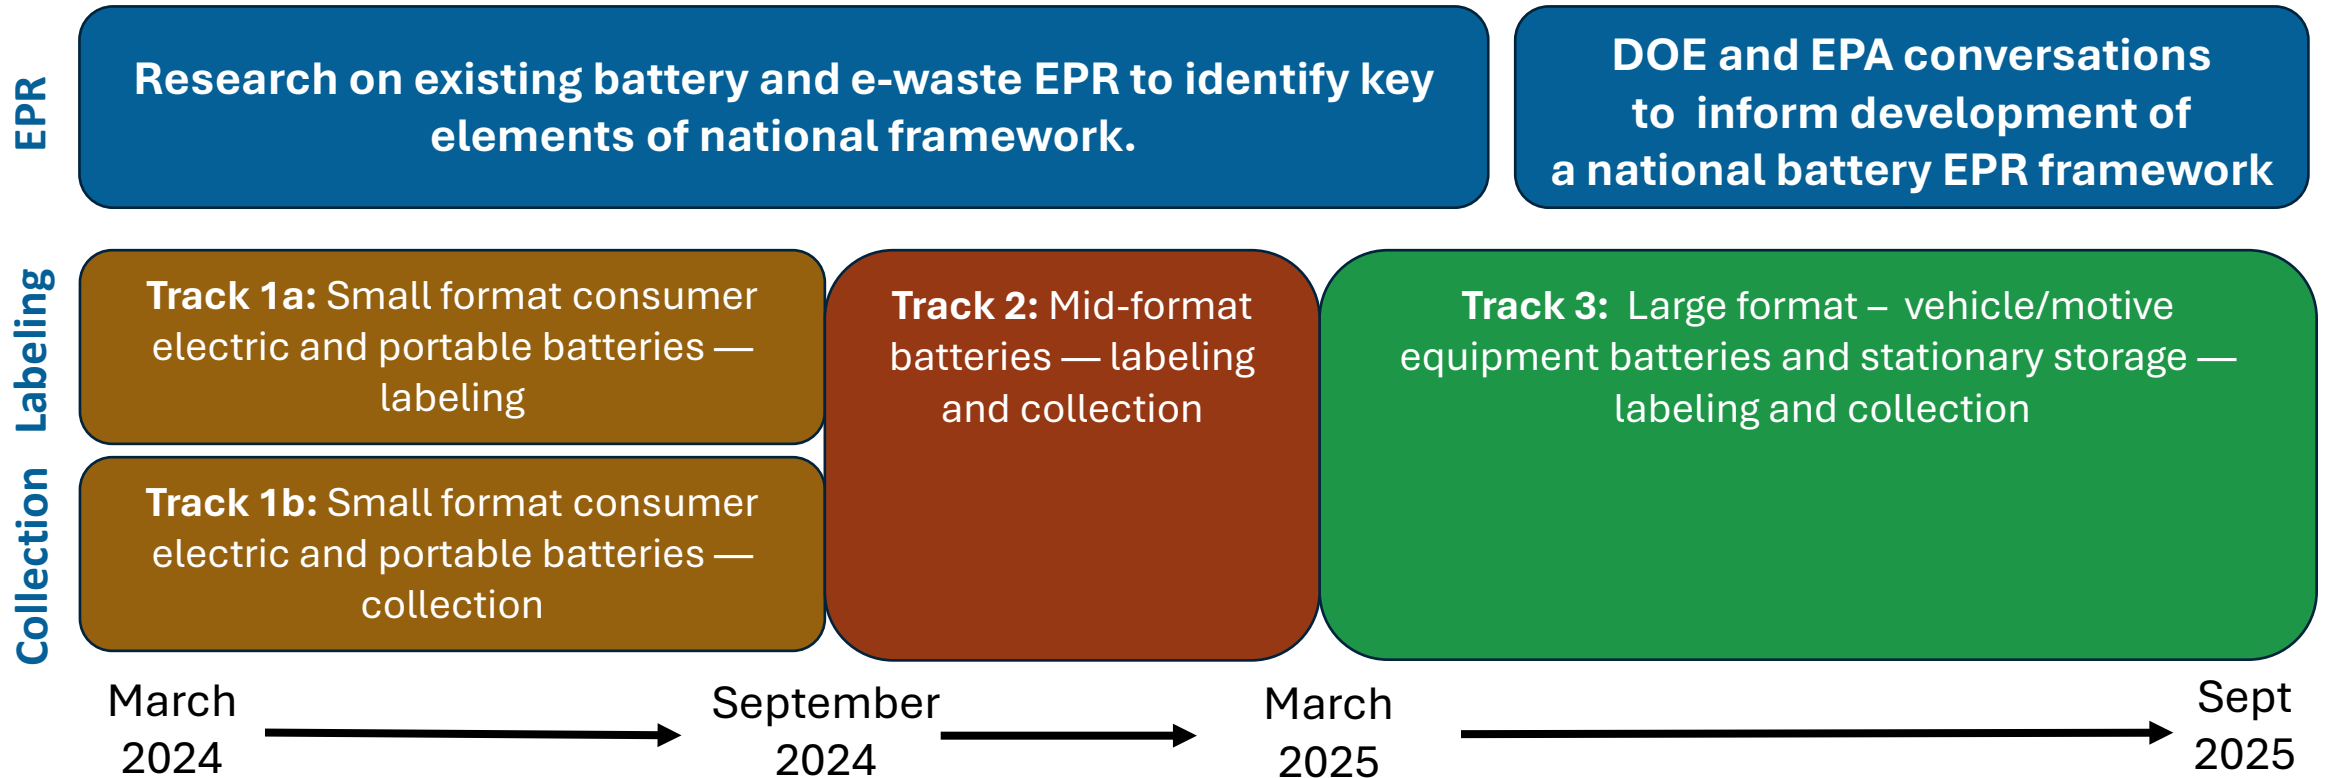 EPR
Research on existing battery and e-waste EPR to identify key
elements of national framework.
DOE and EPA conversations
to inform development of
a national battery EPR framework
Labeling
Track 1a: Small format consumer
electric and portable batteries —
labeling
Track 2: Mid-format
batteries — labeling
and collection
Track 3: Large format – vehicle/motive
equipment batteries and stationary storage —
labeling and collection
Collection
Track 1b: Small format consumer
electric and portable batteries —
collection
March
2024
September
2024
March
2025
Sept
2025